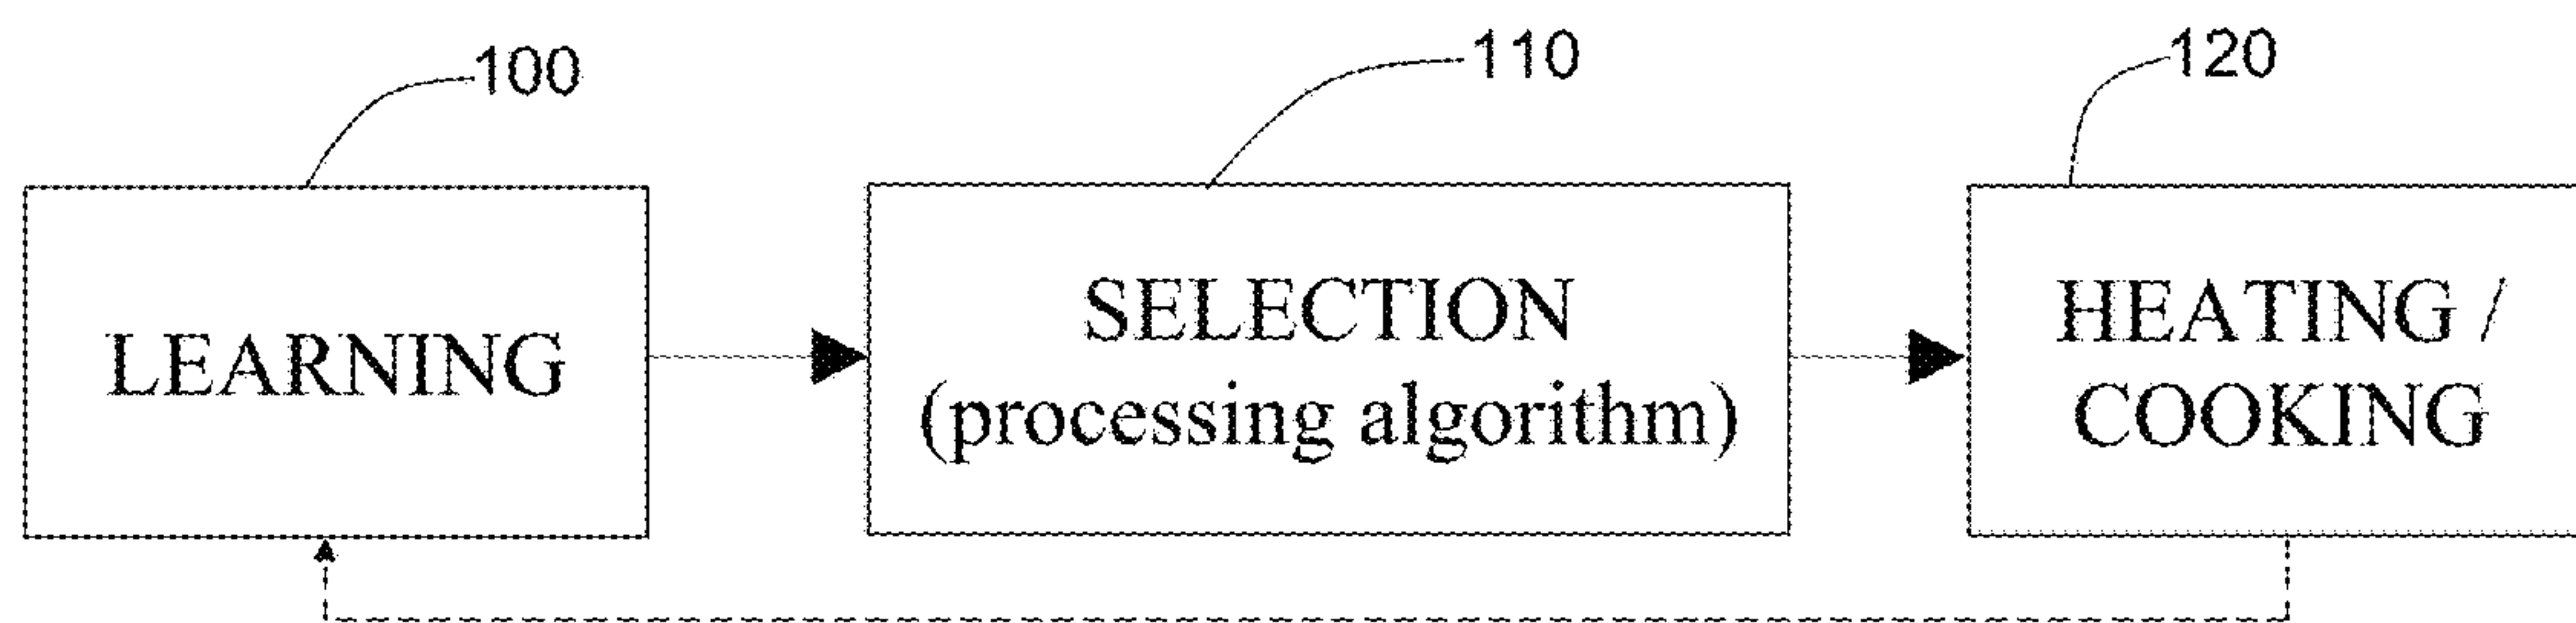 100
110
120
LEARNING
SELECTION
(processing algorithm)
HEATING /
COOKING